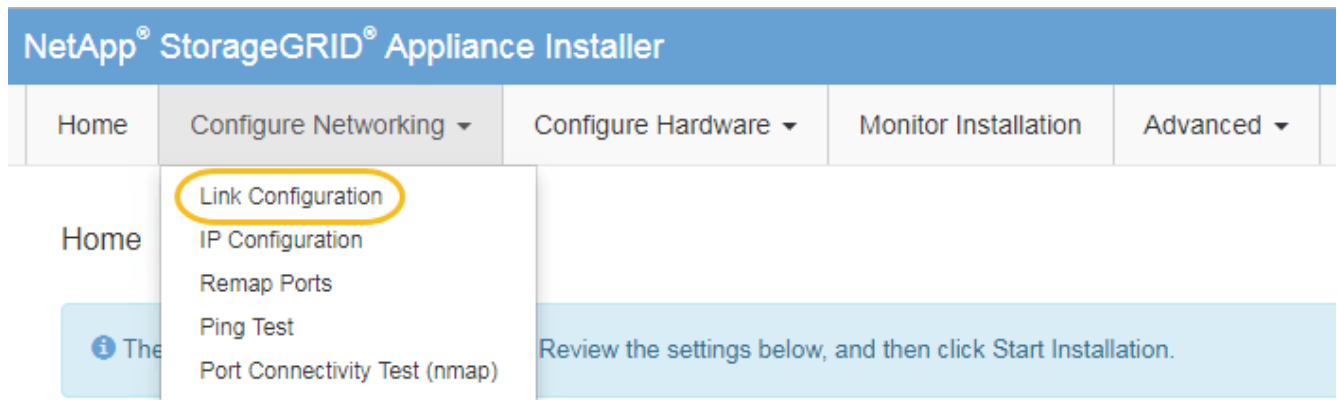 NetApp® StorageGRID® Appliance Installer
Home Configure Networking Configure Hardware Monitor Installation Advanced
Link Configuration
Home
IP Configuration
Remap Ports
Ping Test
The Review the settings below, and then click Start Installation.
Port Connectivity Test (nmap)